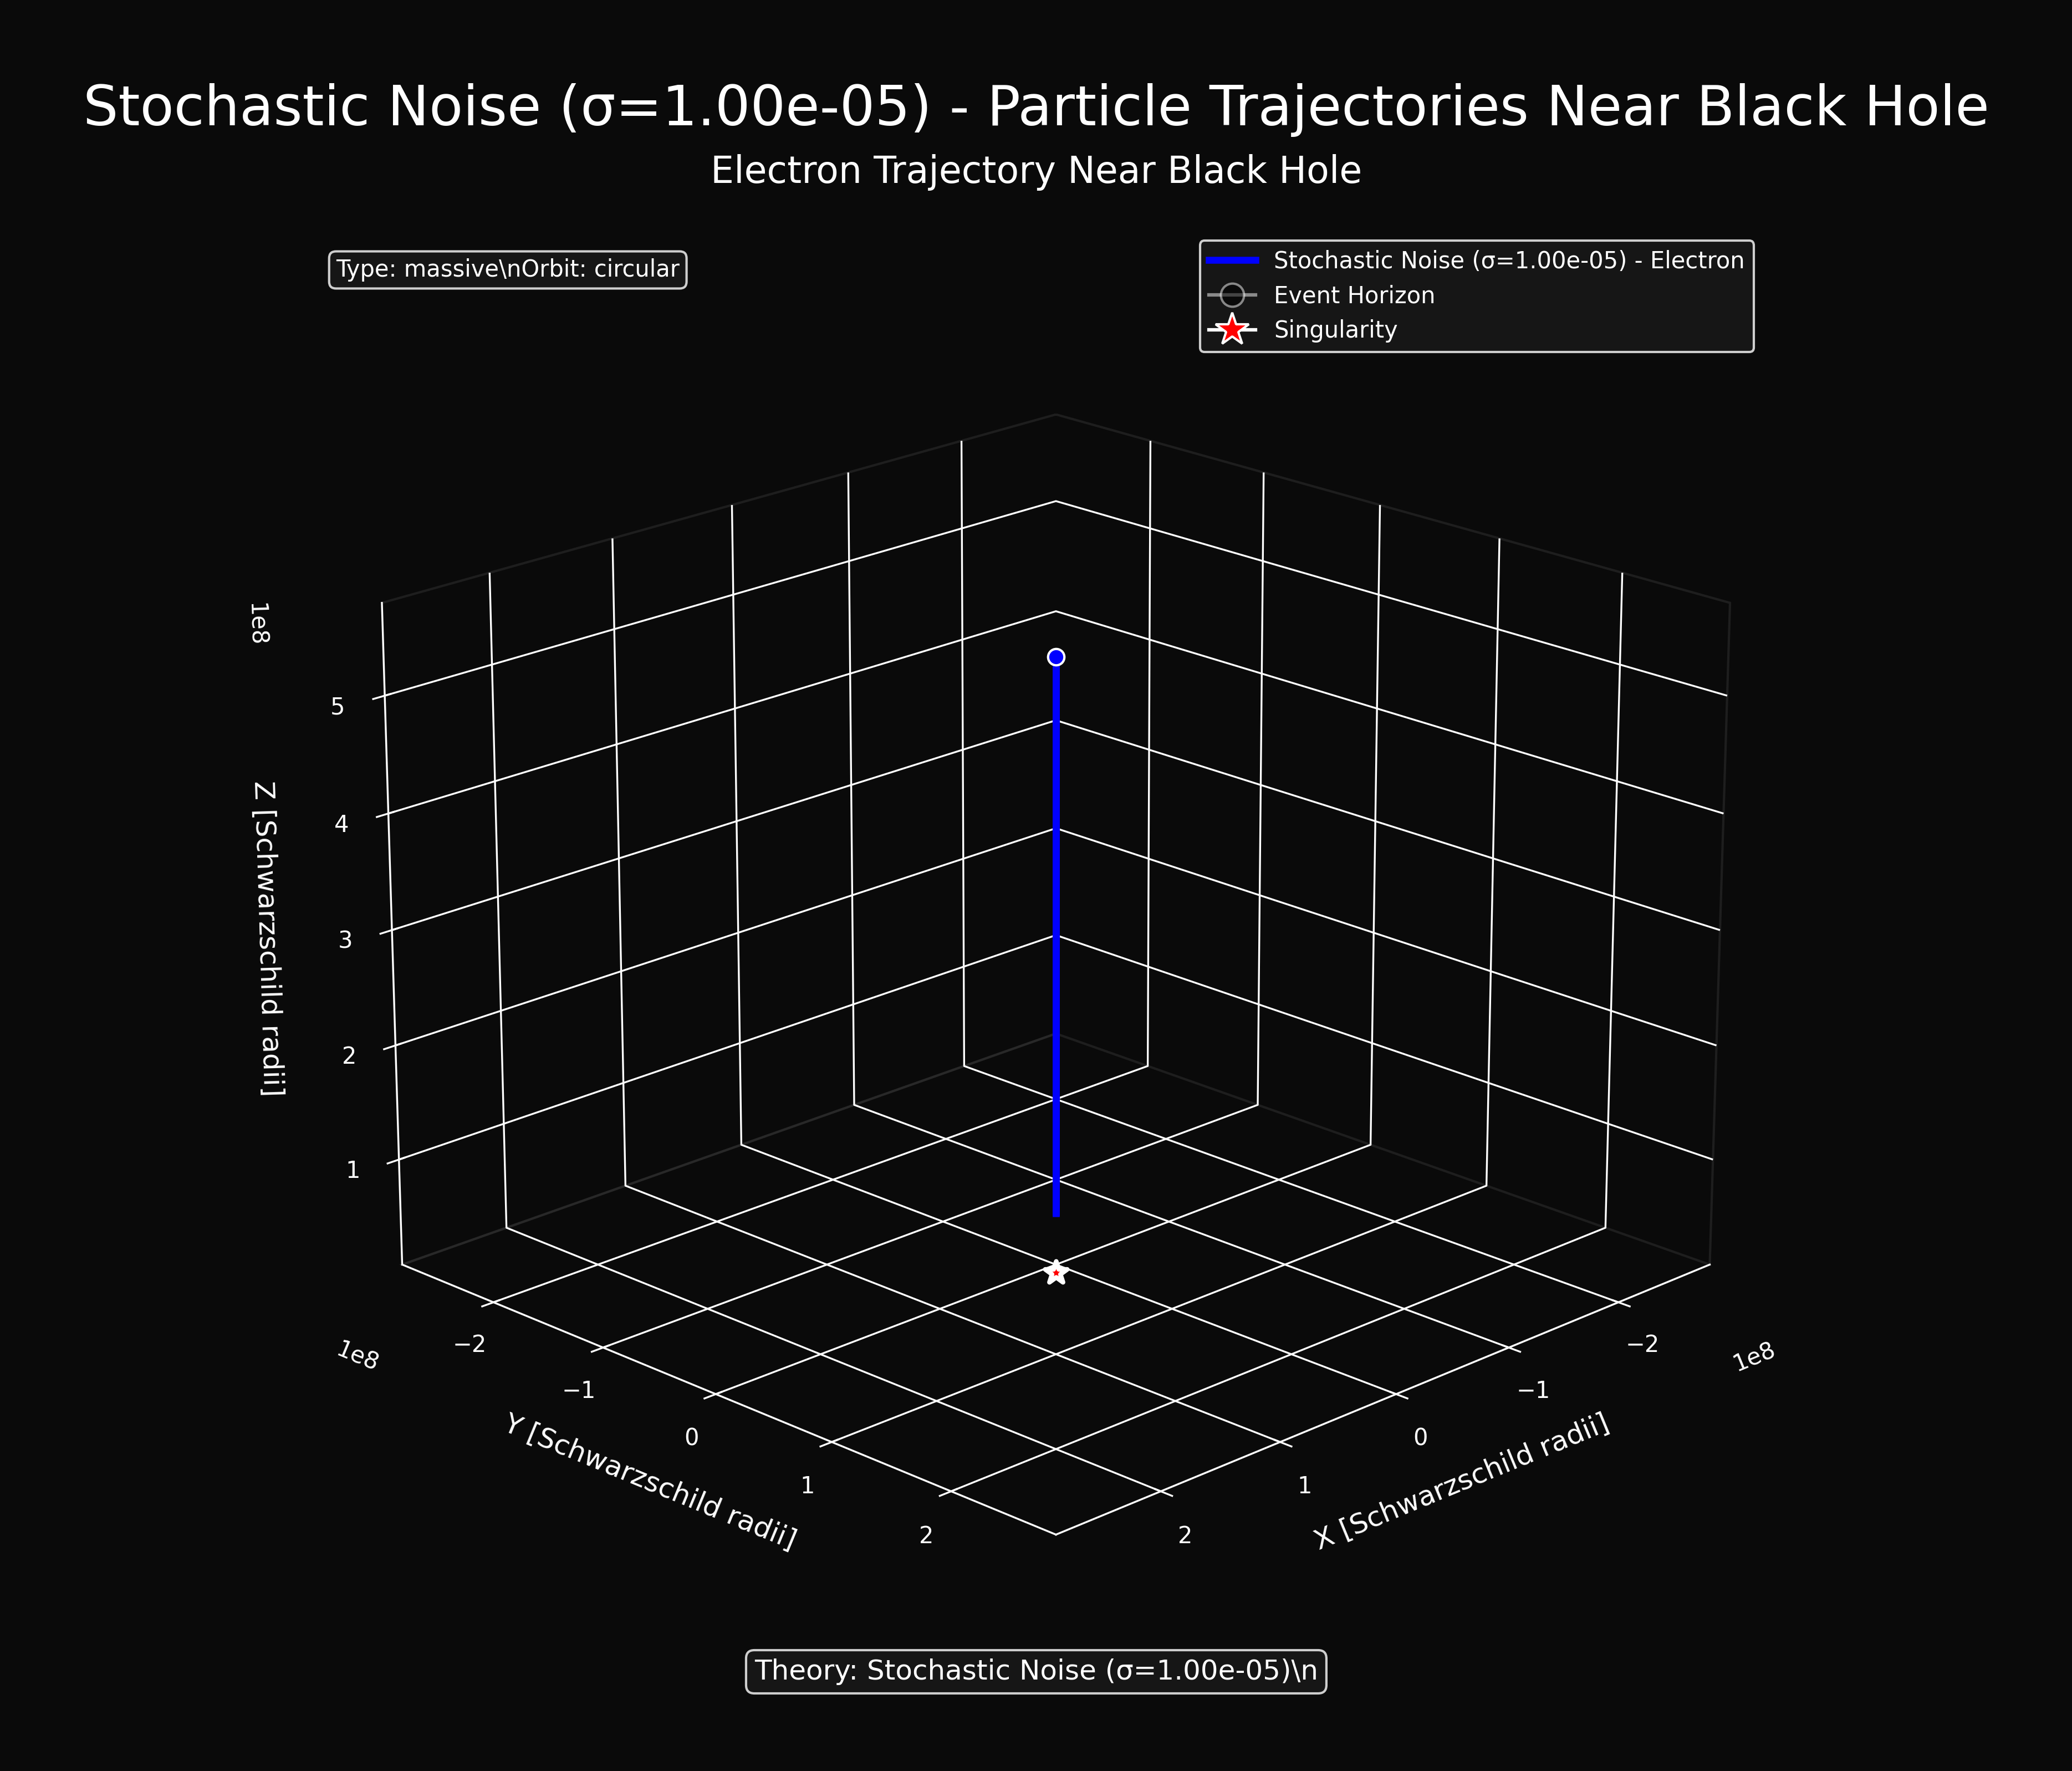 Stochastic Noise (σ=1.00e-05) - Particle Trajectories Near Black Hole
Electron Trajectory Near Black Hole
Type: massive\nOrbit: circular
Stochastic Noise (σ=1.00e-05) - Electron
Event Horizon
Singularity
1e8
5
4
3
2
1
Z [Schwarzschild radii]
1e8
−2
−1
0
1
2
Y [Schwarzschild radii]
2
1
0
−1
−2
1e8
X [Schwarzschild radii]
Theory: Stochastic Noise (σ=1.00e-05)\n